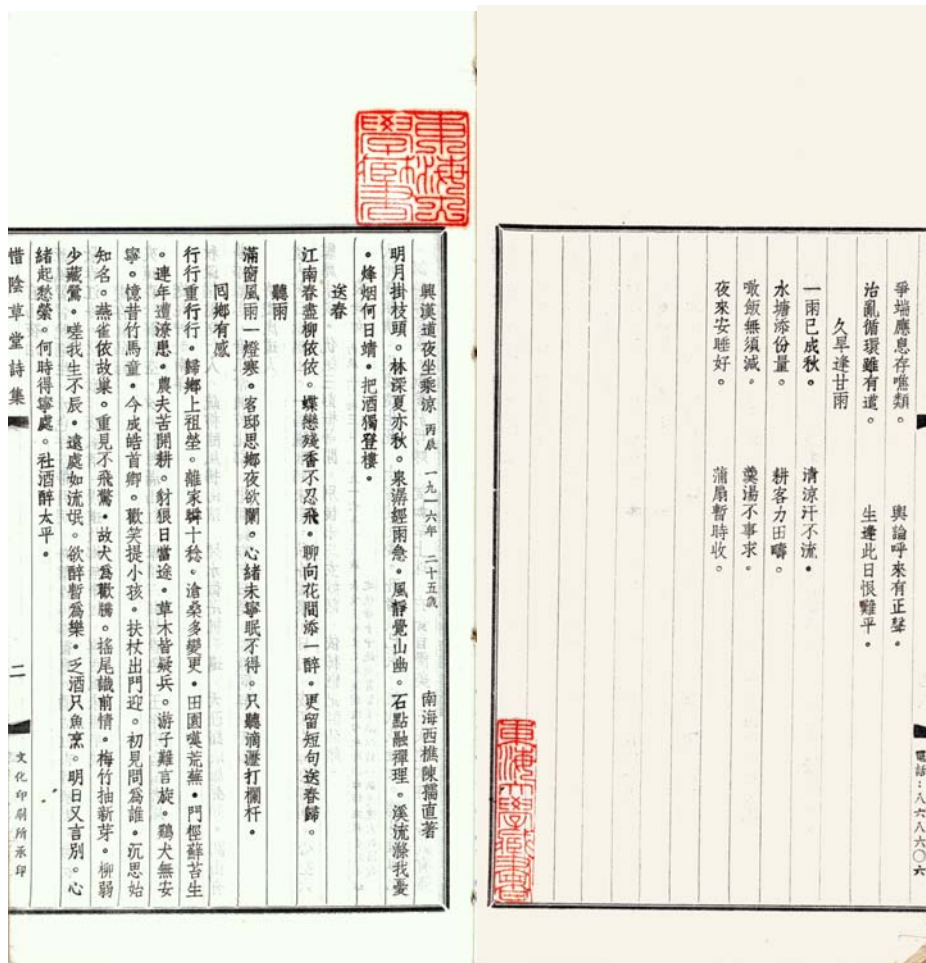 電話：八六八六〇六
爭端應息存噍類。　輿論呼來有正聲。
治亂循環雖有道。　生逢此日恨難平。
久旱逢甘雨
一雨已成秋。　清涼汗不流。
水塘添份量。　耕客力田疇。
噉飯無須減。　羹湯不事求。
夜來安睡好。　蒲扇暫時收。
興漢道夜坐乘涼　丙辰　一九一六年　二十五歲　南海西樵陳獨直著
明月掛枝頭。林深夏亦秋。泉潺經雨急。風靜覺山幽。石點融禪理。溪流滌我憂
。烽烟何日靖。把酒獨登樓。
送春
江南春盡柳依依。蝶戀殘香不忍飛。聊向花間添一醉。更留短句送春歸。
聽雨
滿窗風雨一燈寒。客邸思鄉夜欲闌。心緒未寧眠不得。只聽滴瀝打欄杆。
囘鄉有感
行行重行行。歸鄉上祖塋。離家幾十稔。滄桑多變更。田園嘆荒蕪。門徑蘚苔生
。連年遭潦患。農夫苦開耕。豺狼日當途。草木皆疑兵。游子難言旋。鷄犬無安
寧。憶昔竹馬童。今成皓首卿。歡笑提小孩。扶杖出門迎。初見問爲誰。沉思始
知名。燕雀依故巢。重見不飛驚。故犬爲歡騰。搖尾識前情。梅竹抽新芽。柳弱
少藏鶯。嗟我生不辰。遠處如流氓。欲醉暫爲樂。乏酒只魚烹。明日又言別。心
緒起愁縈。何時得寧處。社酒醉太平。
惜陰草堂詩集　二　文化印刷所承印